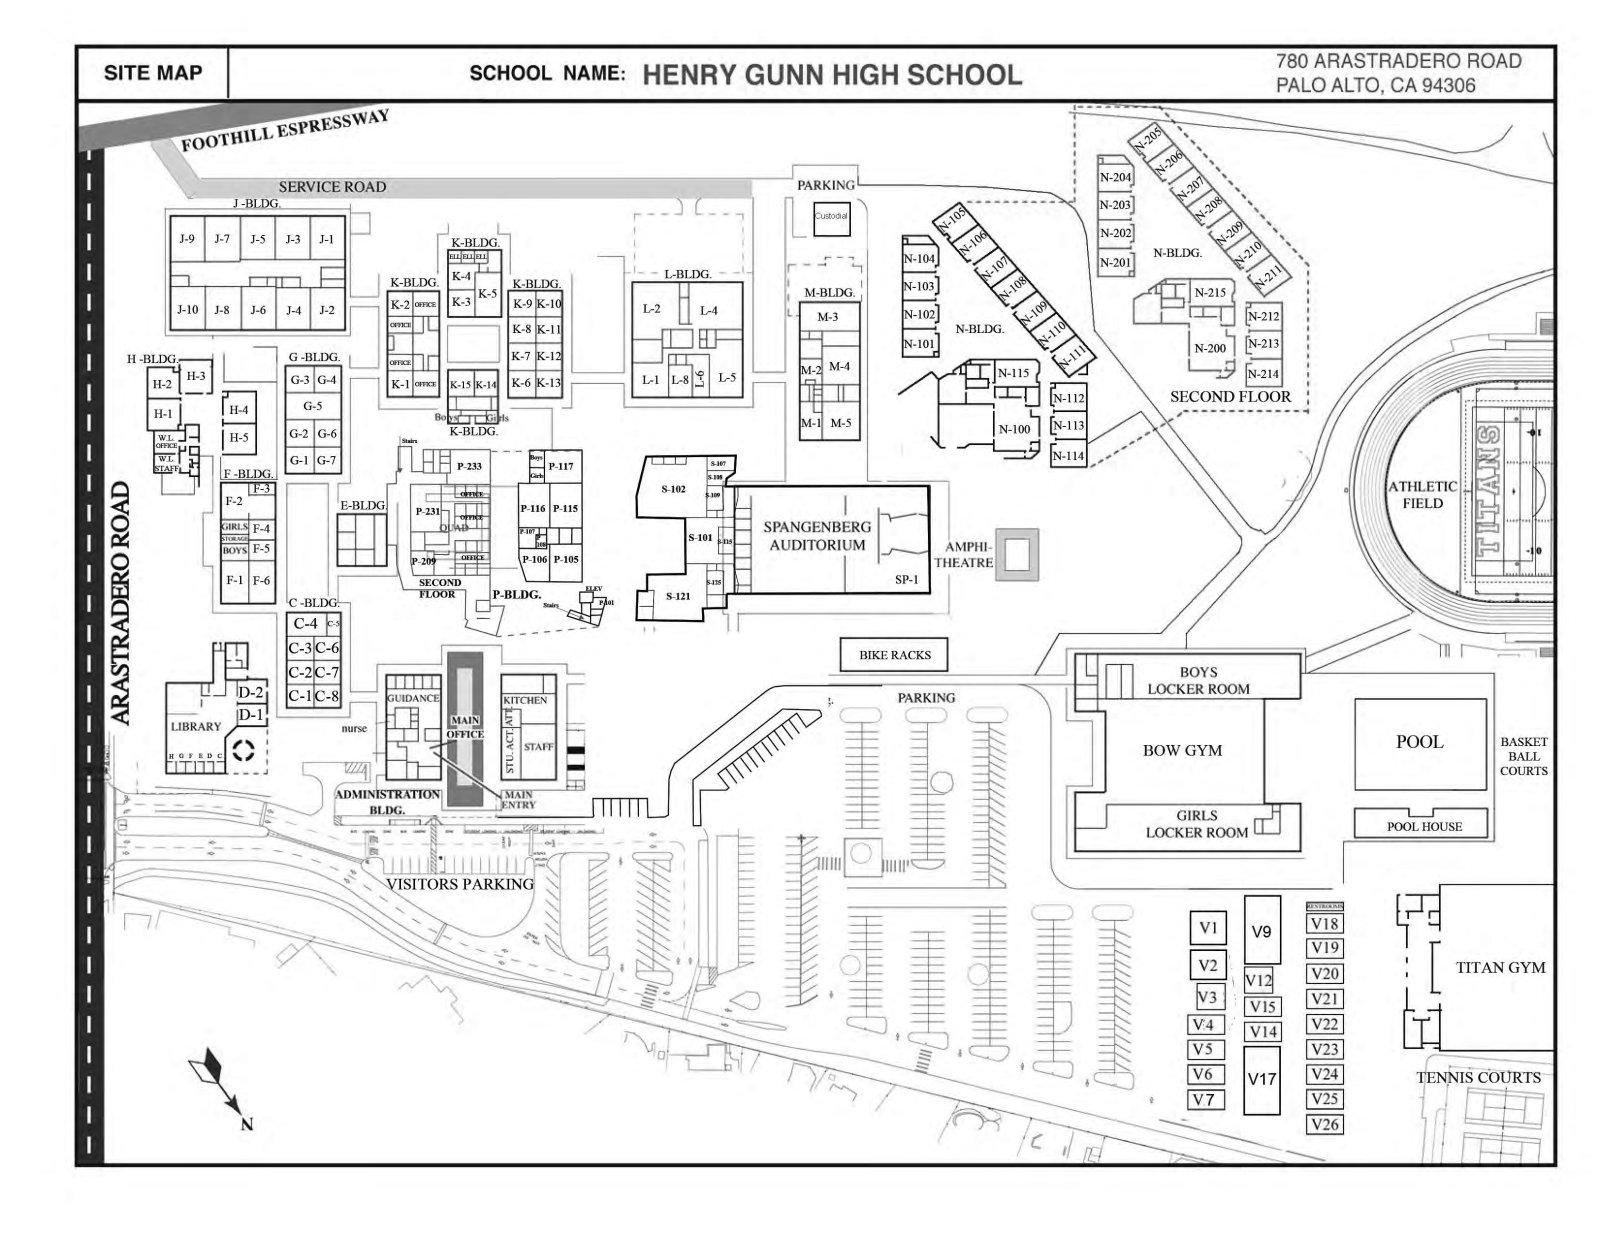 SITE MAP
SCHOOL NAME: HENRY GUNN HIGH SCHOOL
780 ARASTRADERO ROAD
PALO ALTO, CA 94306
FOOTHILL ESPRESSWAY
SERVICE ROAD
PARKING
Custodial
ARASTRADERO ROAD
J -BLDG.
J-9
J-7
J-5
J-3
J-1
J-10
J-8
J-6
J-4
J-2
K-BLDG.
ELL
ELL
ELL
K-4
K-5
K-3
K-BLDG.
K-2
OFFICE
OFFICE
OFFICE
K-1
OFFICE
K-BLDG.
K-9
K-10
K-8
K-11
K-7
K-12
K-6
K-13
K-15
K-14
Boys
Girls
K-BLDG.
L-BLDG.
L-2
L-4
L-1
L-8
L-6
L-5
M-BLDG.
M-3
M-2
M-4
M-1
M-5
N-105
N-106
N-107
N-108
N-109
N-110
N-111
N-104
N-103
N-102
N-101
N-BLDG.
N-115
N-112
N-100
N-113
N-114
N-205
N-206
N-207
N-208
N-209
N-210
N-211
N-204
N-203
N-202
N-201
N-BLDG.
N-215
N-212
N-200
N-213
N-214
SECOND FLOOR
H -BLDG.
H-2
H-3
H-1
H-4
H-5
W.L.
OFFICE
W.L.
STAFF
G -BLDG.
G-3
G-4
G-5
G-2
G-6
G-1
G-7
F -BLDG.
F-3
F-2
GIRLS
F-4
STORAGE
BOYS
F-5
F-1
F-6
E-BLDG.
Stairs
P-233
OFFICE
P-231
OFFICE
QUAD
OFFICE
P-209
SECOND
FLOOR
Boys
P-117
Girls
P-116
P-115
P-107
P
108
P-106
P-105
P-BLDG.
ELEV
Stairs
P-101
S-107
S-108
S-109
S-102
S-101
S-115
S-125
S-121
SPANGENBERG
AUDITORIUM
SP-1
AMPHI-
THEATRE
ATHLETIC
FIELD
TITANS
C -BLDG.
C-4
C-5
C-3
C-6
C-2
C-7
C-1
C-8
D-2
D-1
LIBRARY
H G F E D C
GUIDANCE
nurse
MAIN
OFFICE
KITCHEN
STU. ACT. ATT.
STAFF
MAIN
ENTRY
ADMINISTRATION
BLDG.
VISITORS PARKING
BIKE RACKS
PARKING
BOYS
LOCKER ROOM
BOW GYM
GIRLS
LOCKER ROOM
POOL
POOL HOUSE
BASKET
BALL
COURTS
V1
V2
V3
V4
V5
V6
V7
V9
V12
V15
V14
V17
RESTROOMS
V18
V19
V20
V21
V22
V23
V24
V25
V26
TITAN GYM
TENNIS COURTS
N